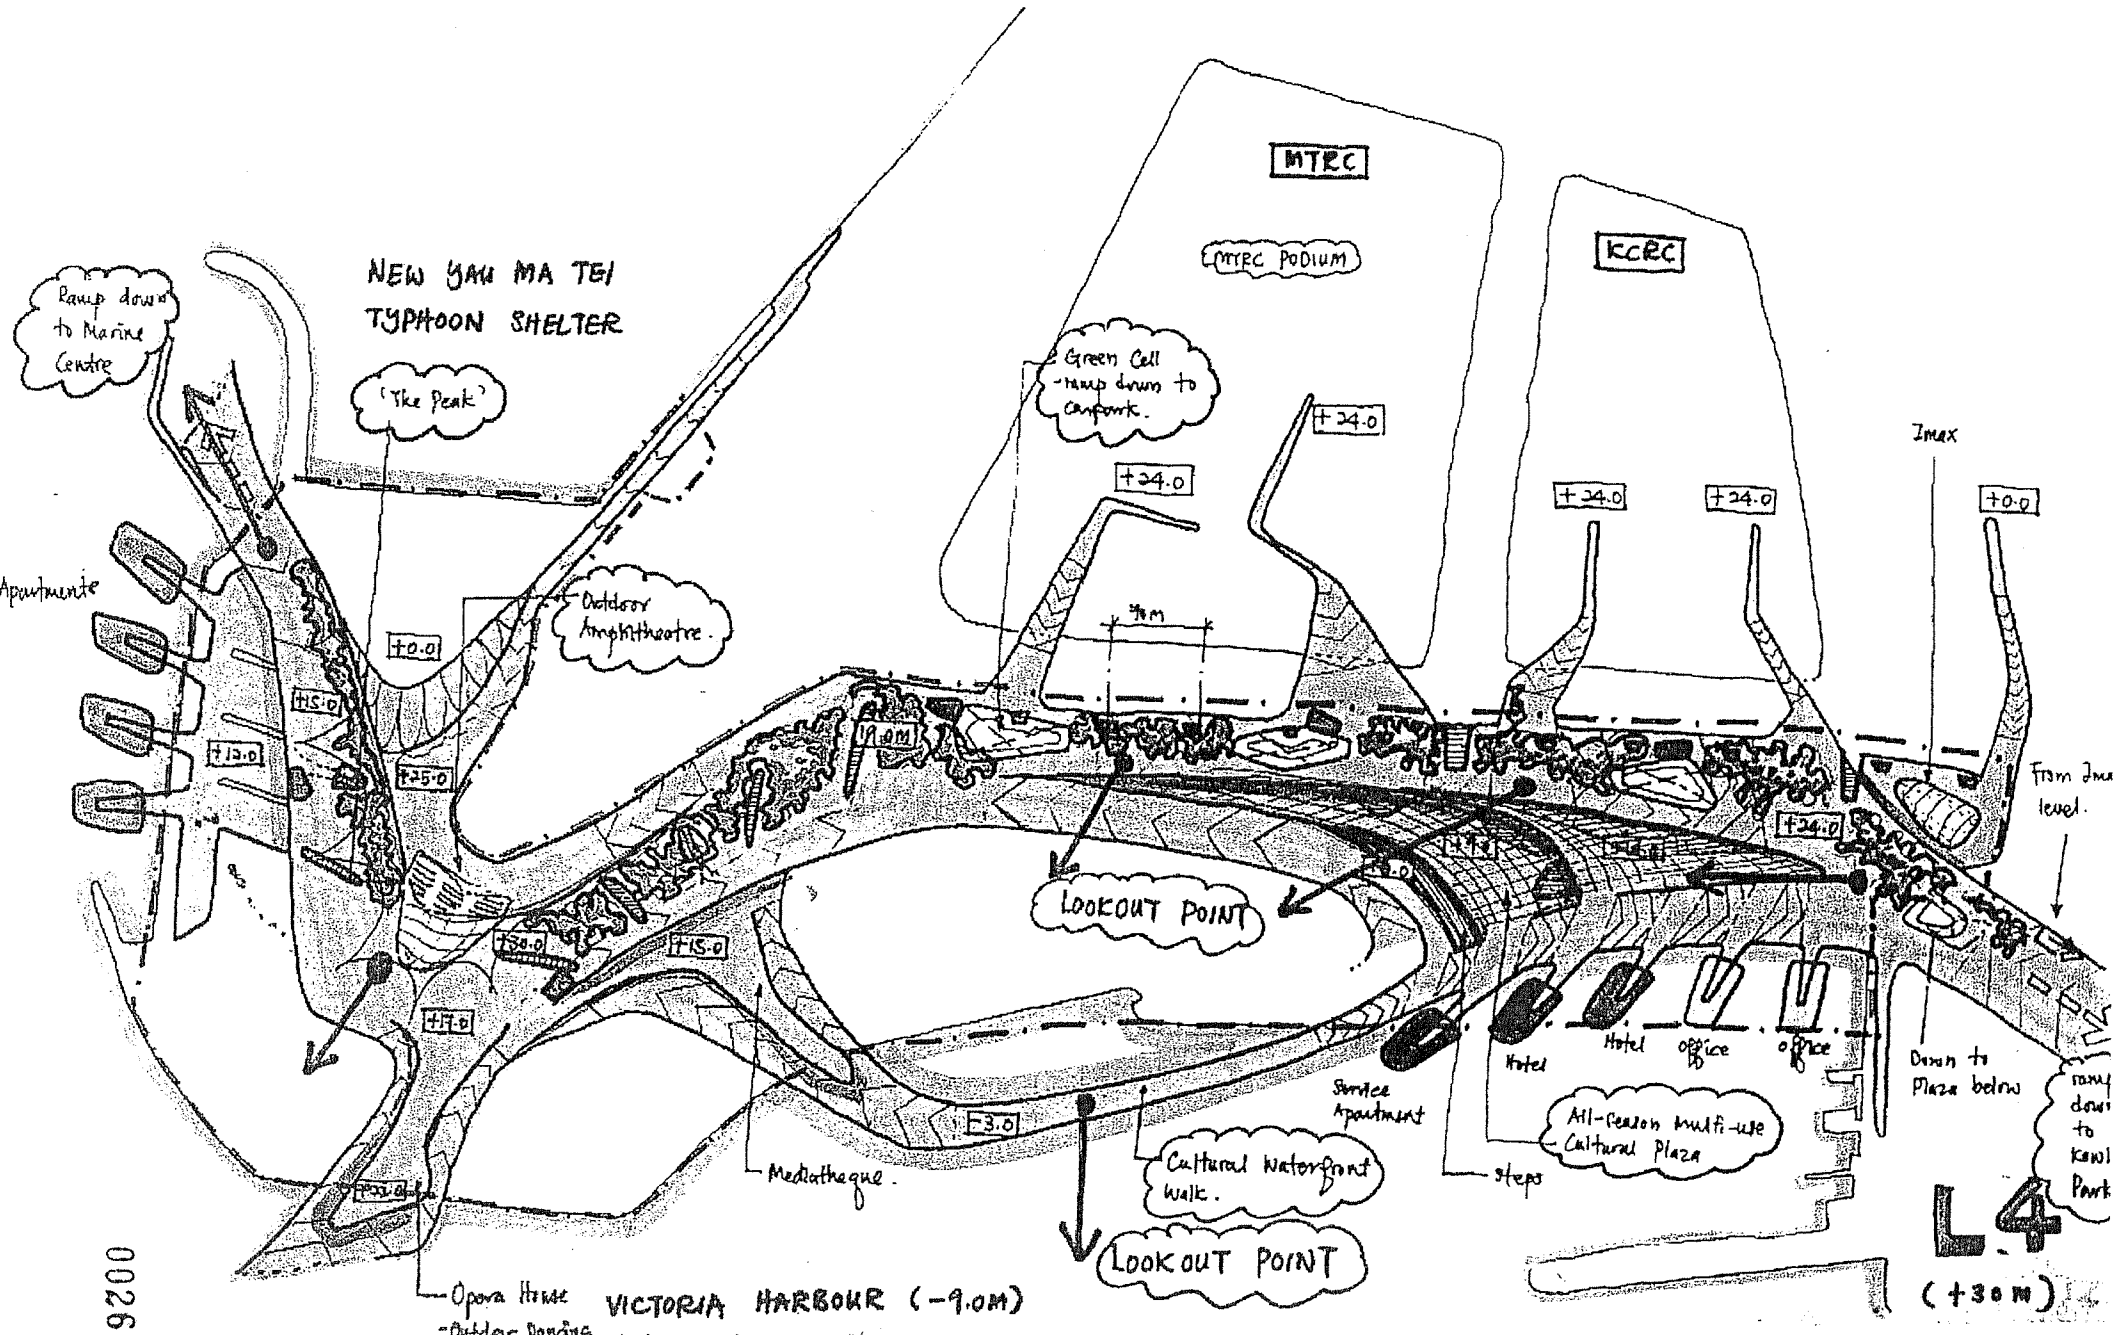 MTRC
MTRC PODIUM
KCRC
NEW YAU MA TEI
TYPHOON SHELTER
Ramp down
to Marine
Centre
'The Peak'
Green Cell
-ramp down to
carpark.
+24.0
+24.0
+24.0
+24.0
Imax
+0.0
Apartments
Outdoor
Amphitheatre.
+0.0
+15.0
+12.0
+25.0
19.0M
+24.0
From Imax
level.
LOOKOUT POINT
+30.0
+15.0
+17.0
-3.0
Hotel
Hotel
Office
Office
Service
Apartment
Down to
Plaza below
ramp
down
to
Kowl
Park
All-season multi-use
Cultural Plaza
Cultural Waterfront
Walk.
Steps
Mediatheque.
LOOKOUT POINT
L4
(+30M)
Opera House
-Outdoor Dancing
VICTORIA HARBOUR (-9.0M)
00026